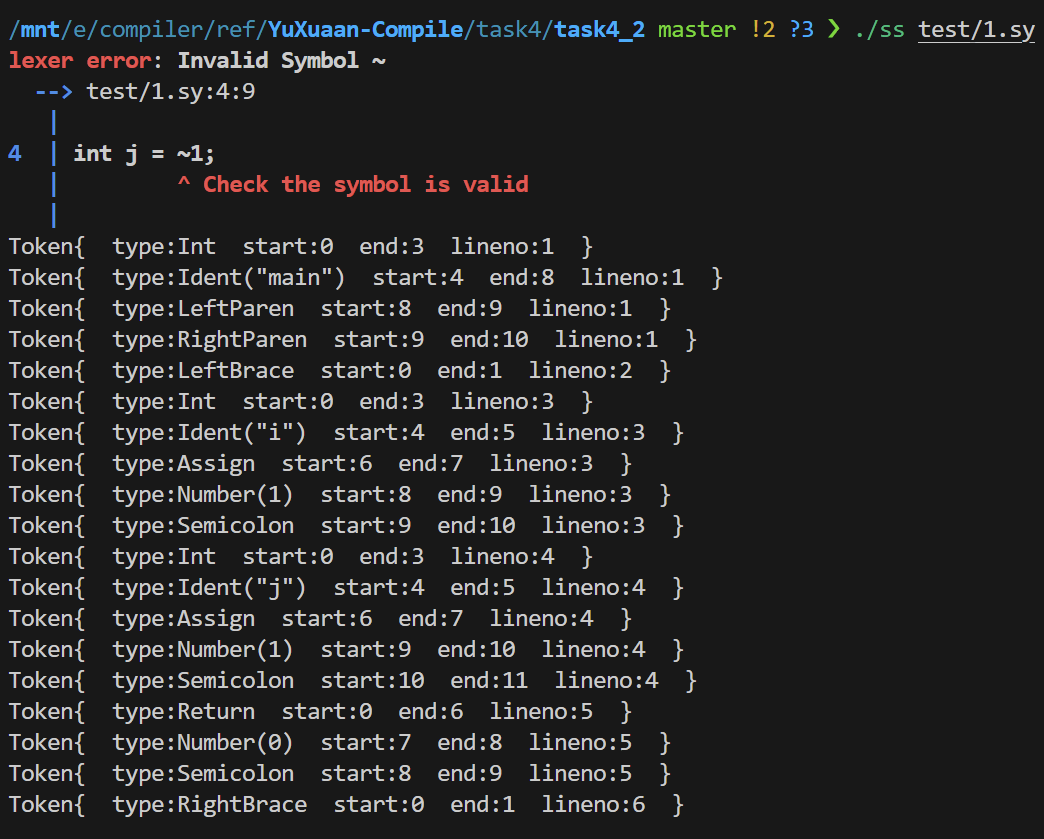 /mnt/e/compiler/ref/YuXuaan-Compile/task4/task4_2 master !2 ?3 ❯ ./ss test/1.sy
lexer error: Invalid Symbol ~
  --> test/1.sy:4:9
   |
4  | int j = ~1;
   |         ^ Check the symbol is valid
   |
Token{  type:Int  start:0  end:3  lineno:1  }
Token{  type:Ident("main")  start:4  end:8  lineno:1  }
Token{  type:LeftParen  start:8  end:9  lineno:1  }
Token{  type:RightParen  start:9  end:10  lineno:1  }
Token{  type:LeftBrace  start:0  end:1  lineno:2  }
Token{  type:Int  start:0  end:3  lineno:3  }
Token{  type:Ident("i")  start:4  end:5  lineno:3  }
Token{  type:Assign  start:6  end:7  lineno:3  }
Token{  type:Number(1)  start:8  end:9  lineno:3  }
Token{  type:Semicolon  start:9  end:10  lineno:3  }
Token{  type:Int  start:0  end:3  lineno:4  }
Token{  type:Ident("j")  start:4  end:5  lineno:4  }
Token{  type:Assign  start:6  end:7  lineno:4  }
Token{  type:Number(1)  start:9  end:10  lineno:4  }
Token{  type:Semicolon  start:10  end:11  lineno:4  }
Token{  type:Return  start:0  end:6  lineno:5  }
Token{  type:Number(0)  start:7  end:8  lineno:5  }
Token{  type:Semicolon  start:8  end:9  lineno:5  }
Token{  type:RightBrace  start:0  end:1  lineno:6  }